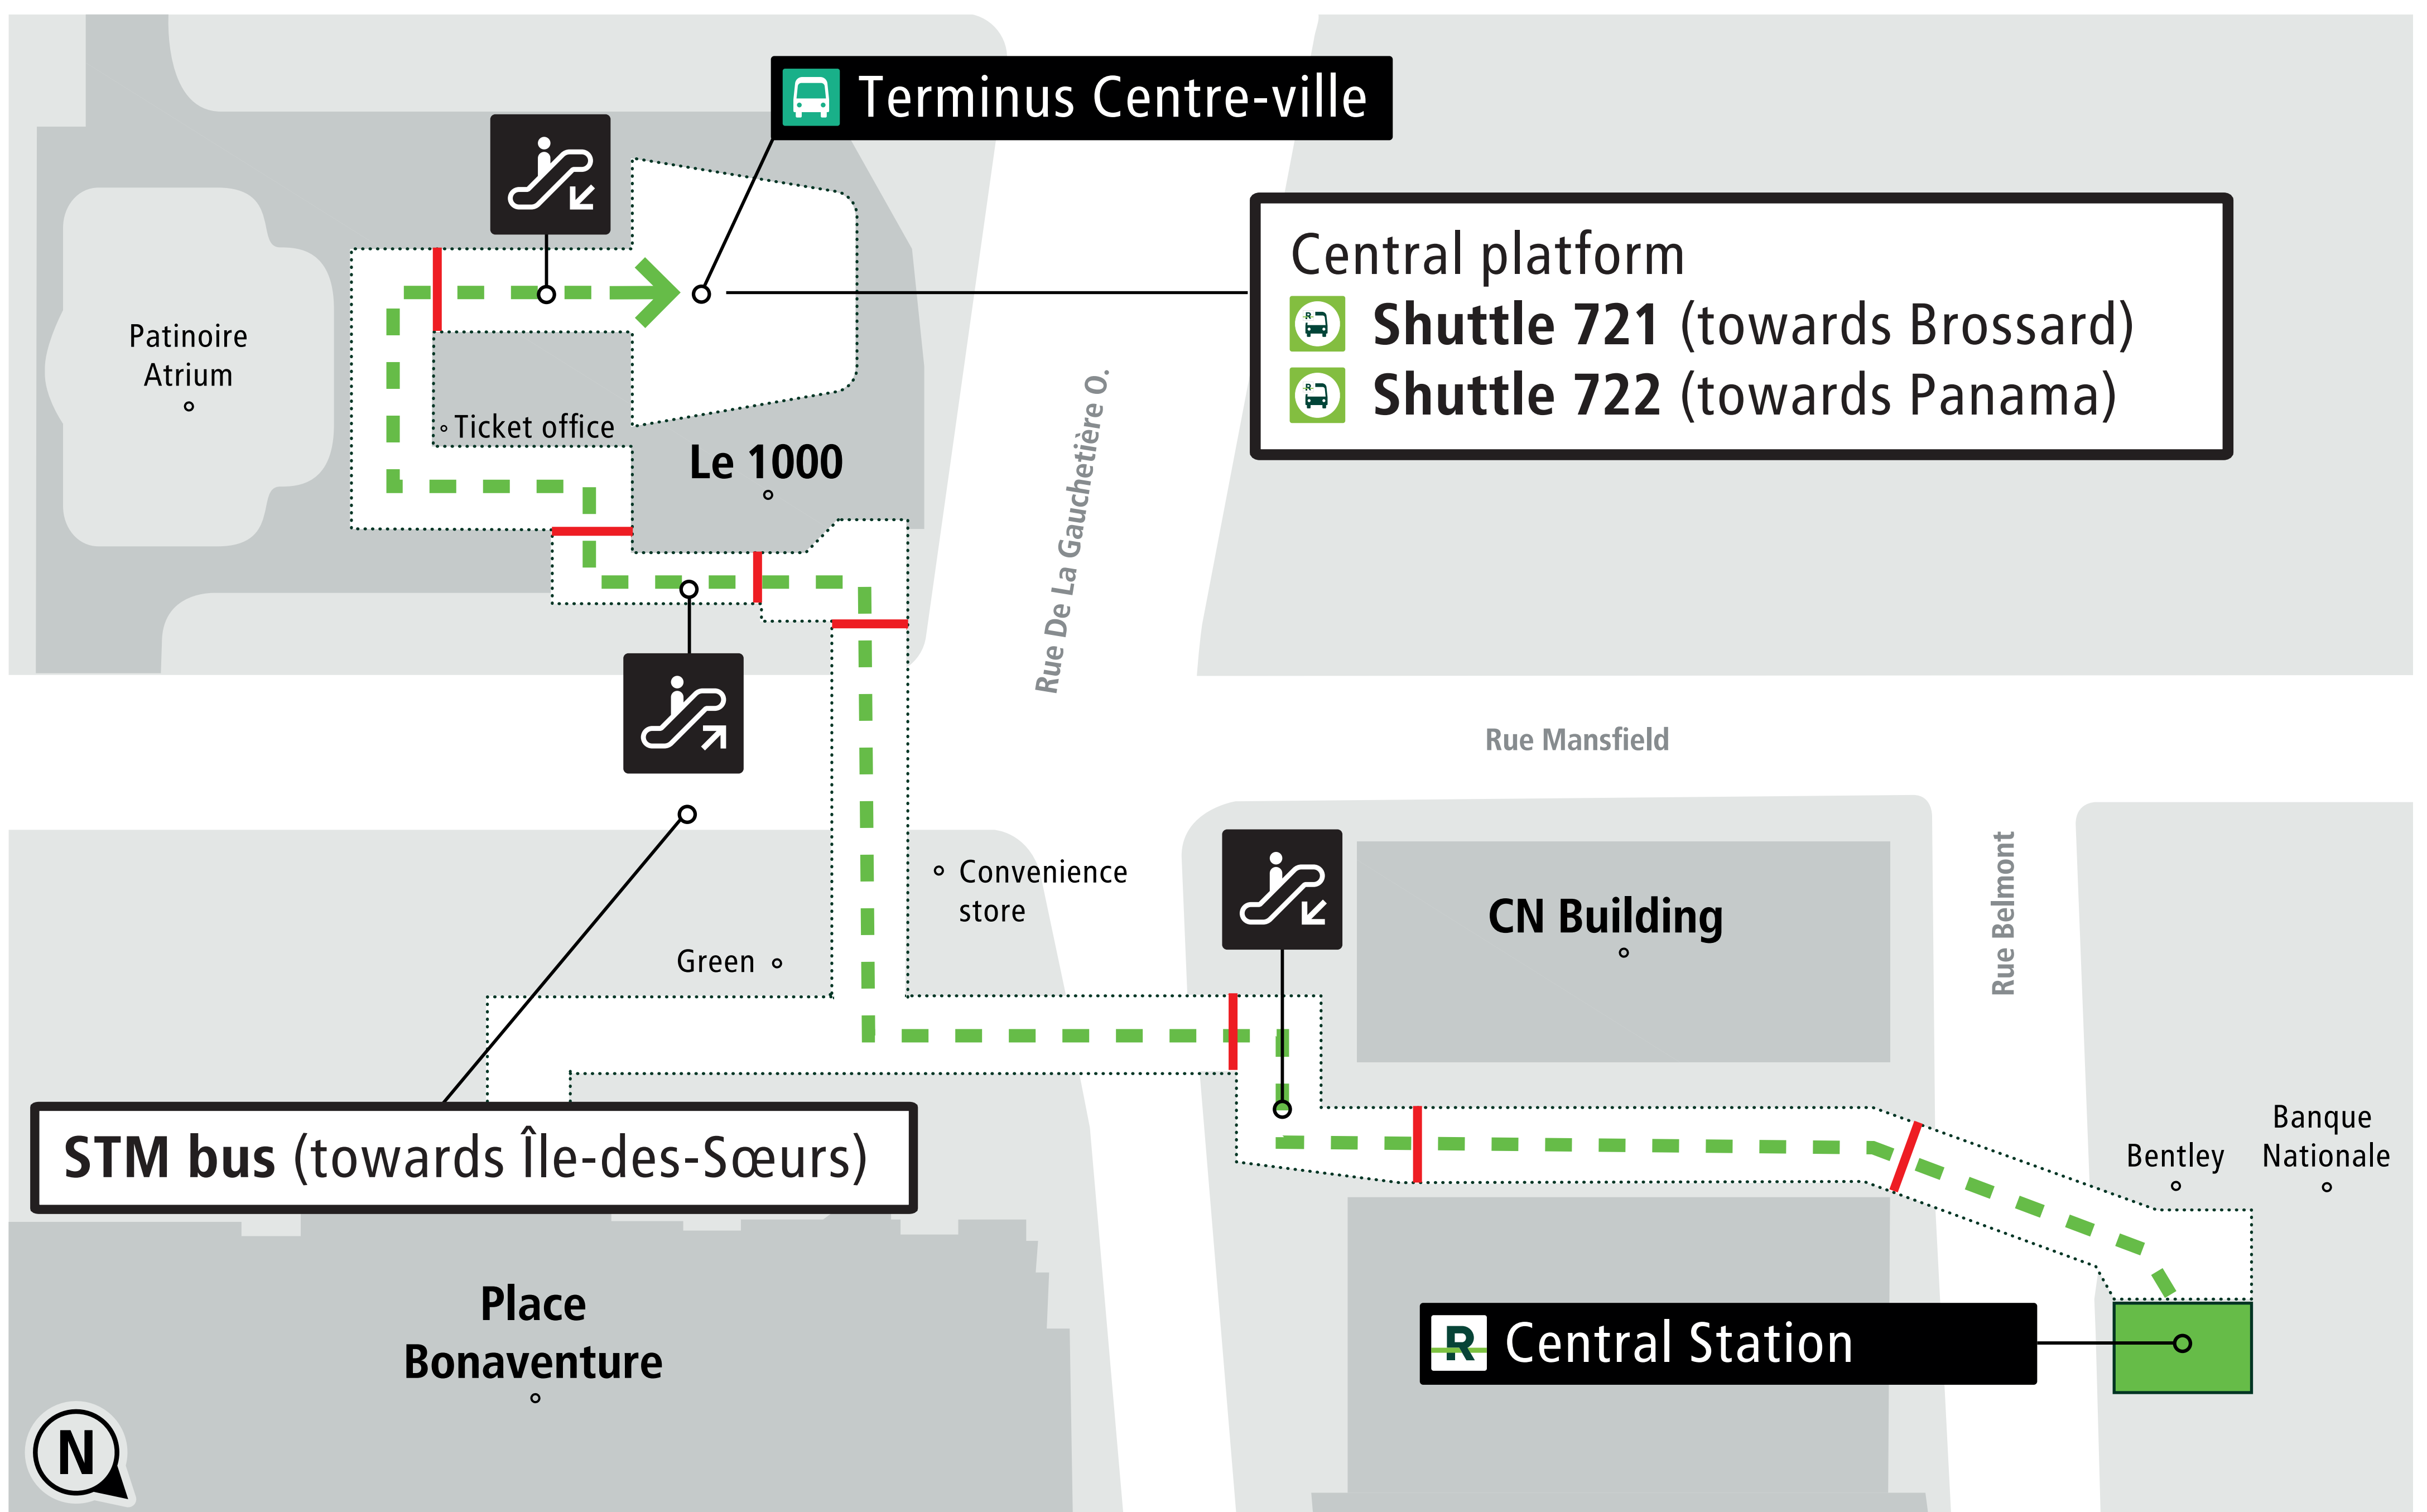 Terminus Centre-ville
Central platform
Shuttle 721 (towards Brossard)
Shuttle 722 (towards Panama)
Patinoire
Atrium
Ticket office
Le 1000
Rue De La Gauchetière O.
Rue Mansfield
Convenience
store
Green
CN Building
Rue Belmont
STM bus (towards Île-des-Sœurs)
Bentley
Banque
Nationale
Place
Bonaventure
R Central Station
N